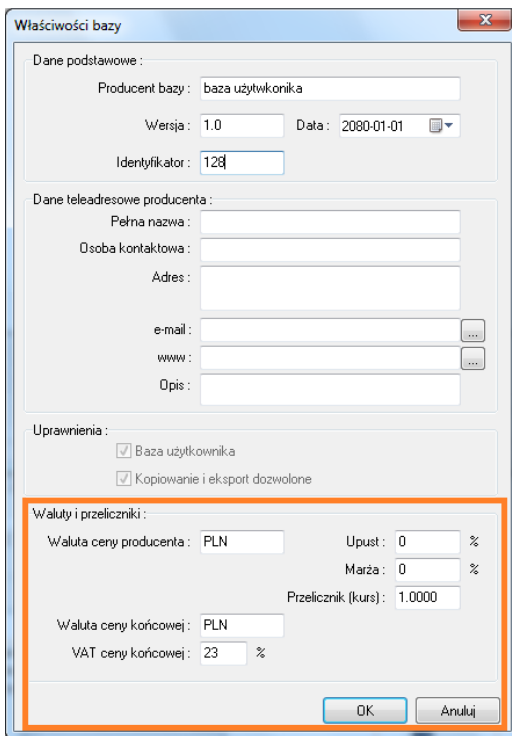 Właściwości bazy
Dane podstawowe :
Producent bazy : baza użytwkonika
Wersja : 1.0 Data : 2080-01-01
Identyfikator : 128
Dane teleadresowe producenta :
Pełna nazwa :
Osoba kontaktowa :
Adres :
e-mail : ...
www : ...
Opis :
Uprawnienia :
Baza użytkownika
Kopiowanie i eksport dozwolone
Waluty i przeliczniki :
Waluta ceny producenta : PLN Upust : 0 %
Marża : 0 %
Przelicznik (kurs) : 1.0000
Waluta ceny końcowej : PLN
VAT ceny końcowej : 23 %
OK Anuluj